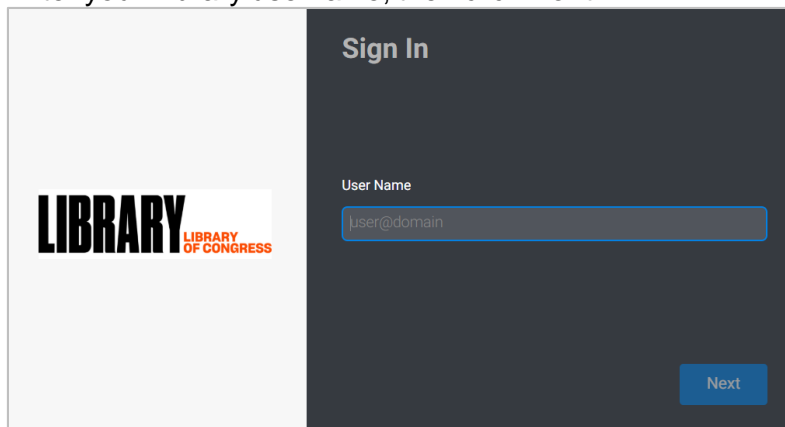 Sign In
User Name
user@domain
LIBRARY
LIBRARY
OF CONGRESS
Next